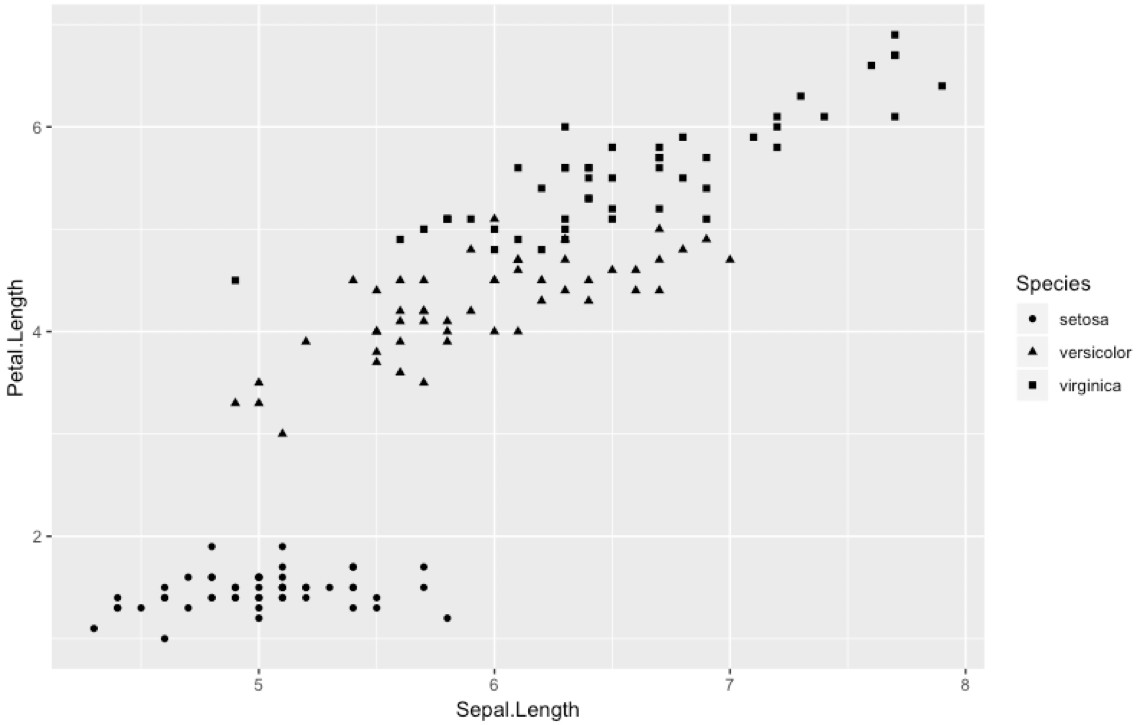 6
4
2
Petal.Length
5 6 7 8
Sepal.Length
Species
setosa
versicolor
virginica